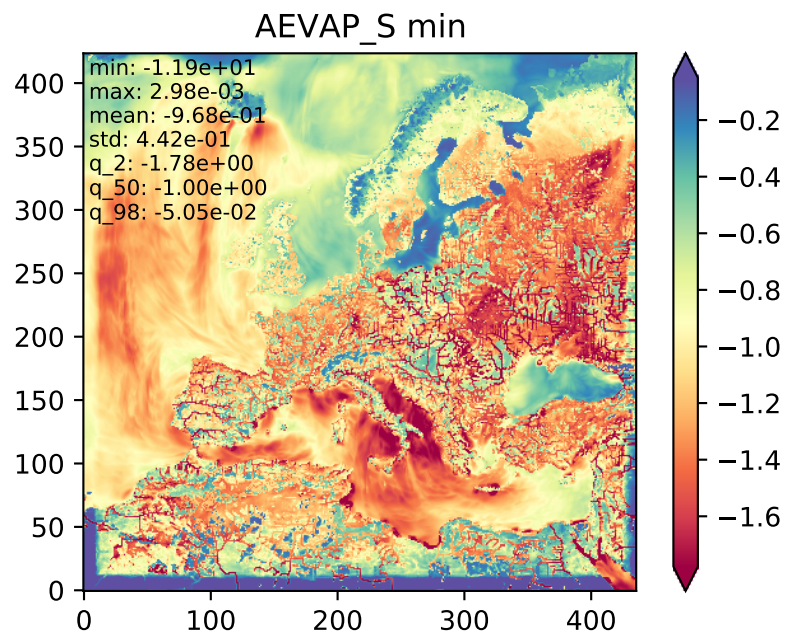 AEVAP_S min
min: -1.19e+01
max: 2.98e-03
mean: -9.68e-01
std: 4.42e-01
q_2: -1.78e+00
q_50: -1.00e+00
q_98: -5.05e-02
400
350
300
250
200
150
100
50
0
0 100 200 300 400
−0.2
−0.4
−0.6
−0.8
−1.0
−1.2
−1.4
−1.6